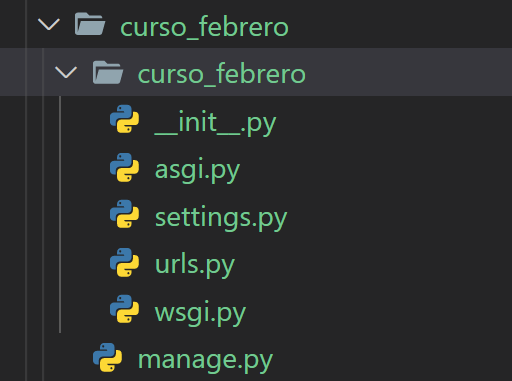 curso_febrero
curso_febrero
__init__.py
asgi.py
settings.py
urls.py
wsgi.py
manage.py